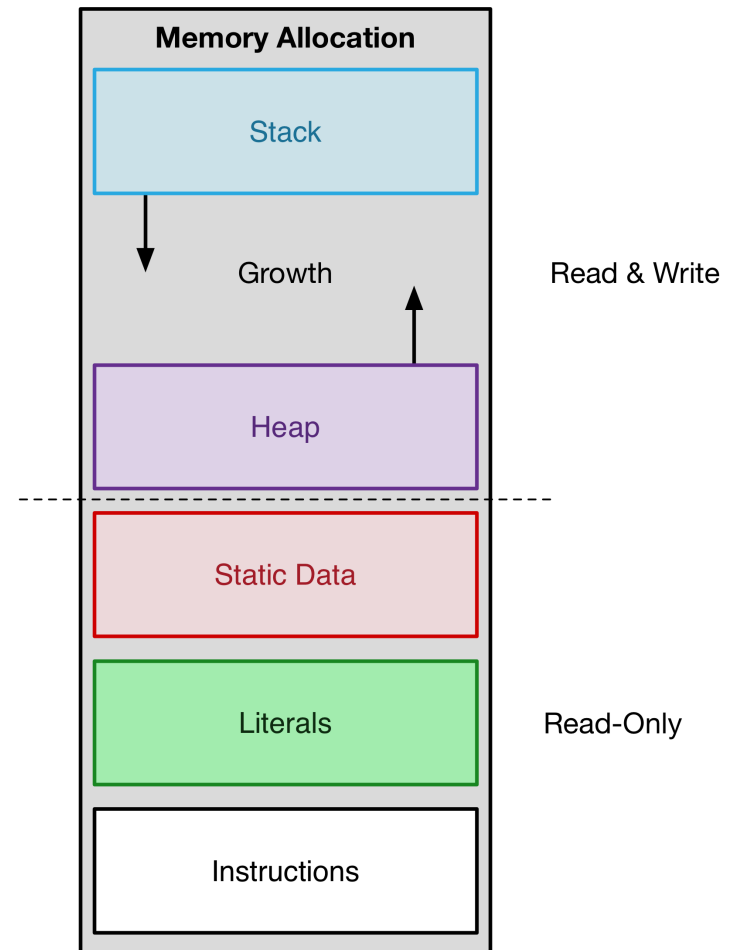 Memory Allocation
Stack
Growth
Read & Write
Heap
Static Data
Literals
Read-Only
Instructions